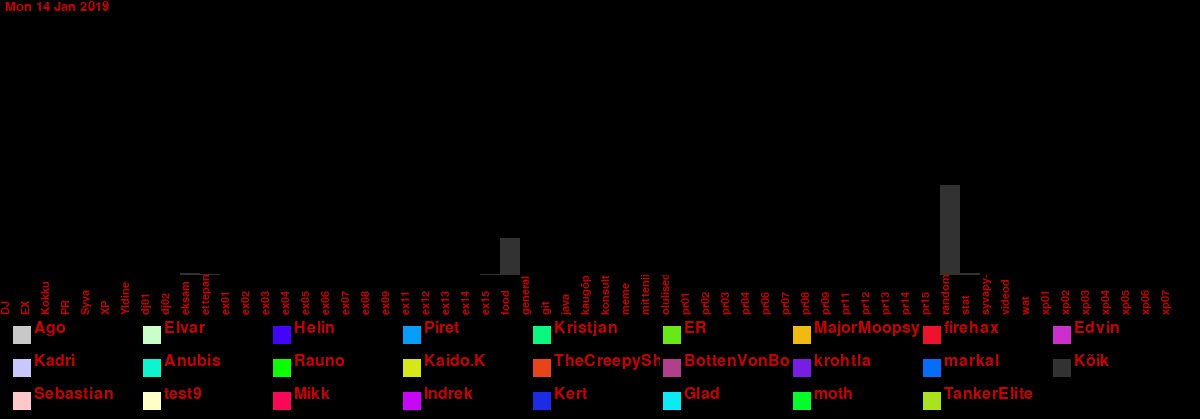 Mon 14 Jan 2019
DJ EX Kokku PR Syva XP Yldine dj01 dj02 eksam ettepan ex01 ex02 ex03 ex04 ex05 ex06 ex07 ex08 ex09 ex11 ex12 ex13 ex14 ex15 food general git java kaugõp konsult meme mittenii olulised pr01 pr02 pr03 pr04 pr06 pr07 pr08 pr09 pr11 pr12 pr13 pr14 pr15 random stat syvapy- videod wat xp01 xp02 xp03 xp04 xp05 xp06 xp07
Ago Elvar Helin Piret Kristjan ER MajorMoopsy firehax Edvin
Kadri Anubis Rauno Kaido.K TheCreepySh BottenVonBo krohtla markal Kõik
Sebastian test9 Mikk Indrek Kert Glad moth TankerElite